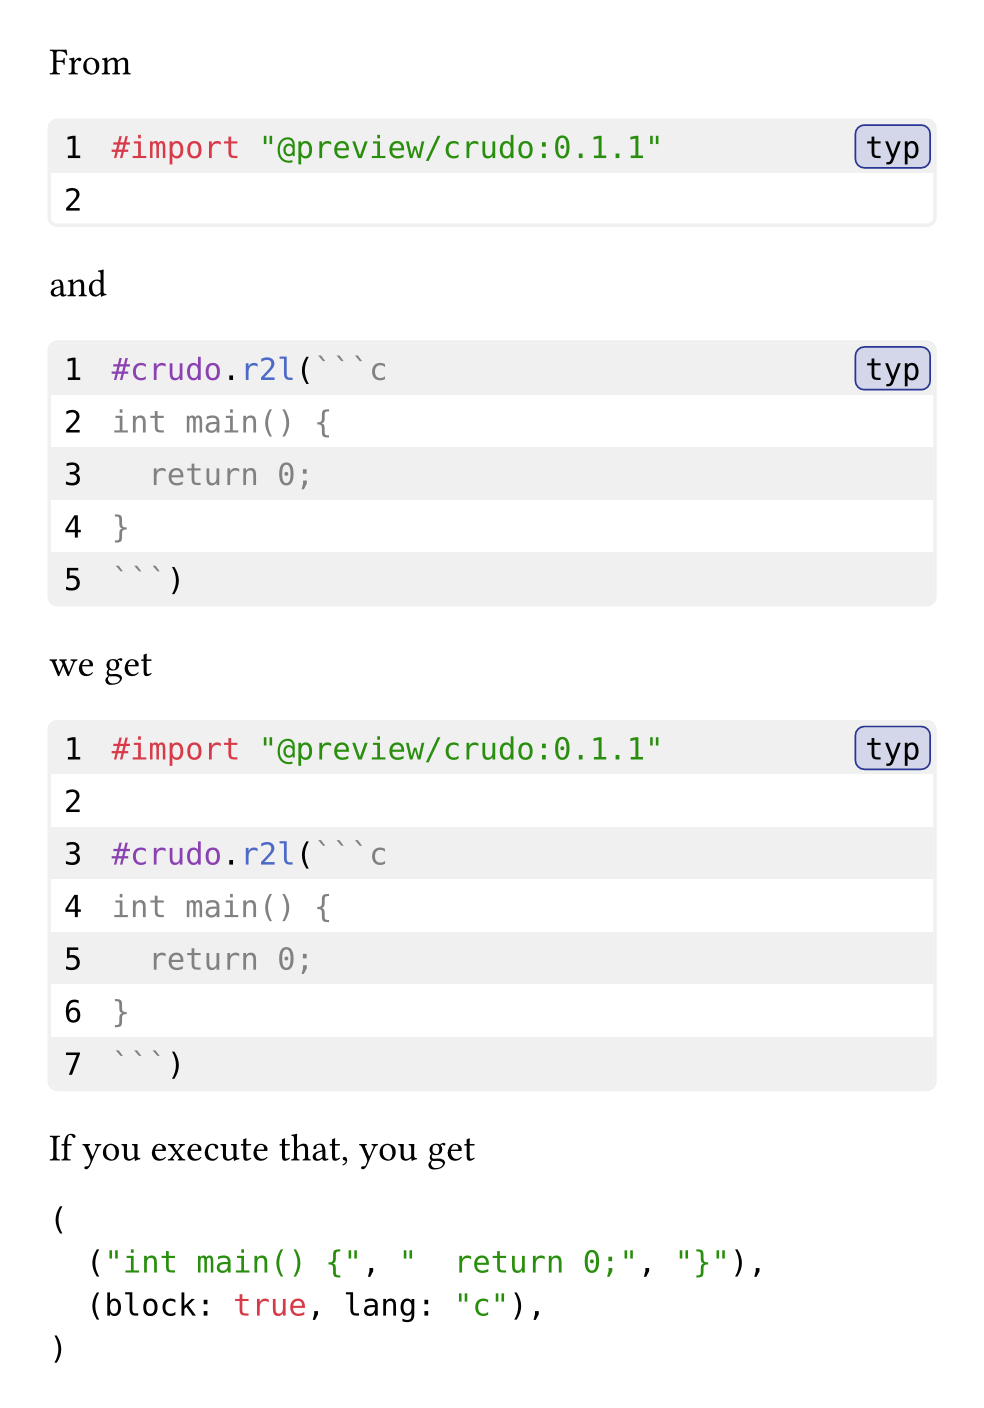 From
1 #import "@preview/crudo:0.1.1" typ
2
and
1 #crudo.r2l(```c typ
2 int main() {
3   return 0;
4 }
5 ```)
we get
1 #import "@preview/crudo:0.1.1" typ
2
3 #crudo.r2l(```c
4 int main() {
5   return 0;
6 }
7 ```)
If you execute that, you get
(
  ("int main() {", "  return 0;", "}"),
  (block: true, lang: "c"),
)